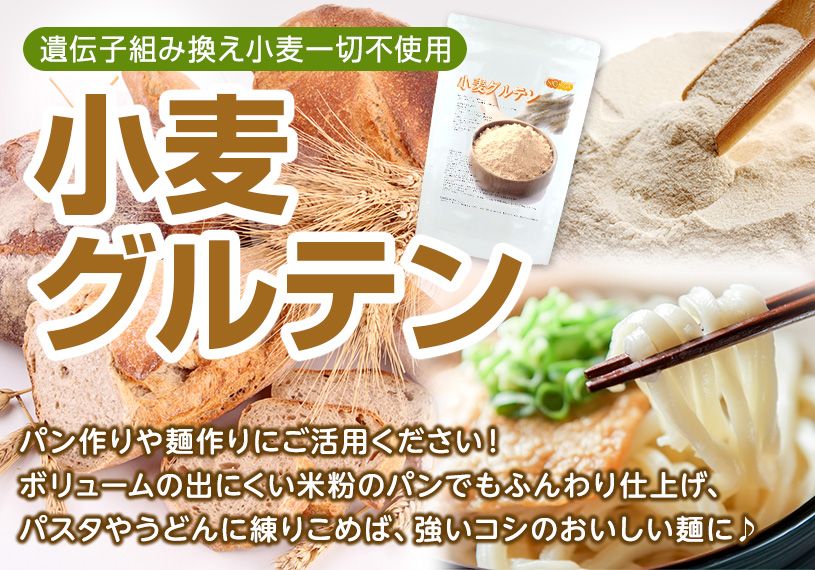 遺伝子組み換え小麦一切不使用
小麦グルテン
小麦
グルテン
パン作りや麺作りにご活用ください!
ボリュームの出にくい米粉のパンでもふんわり仕上げ、
パスタやうどんに練りこめば、強いコシのおいしい麺に♪